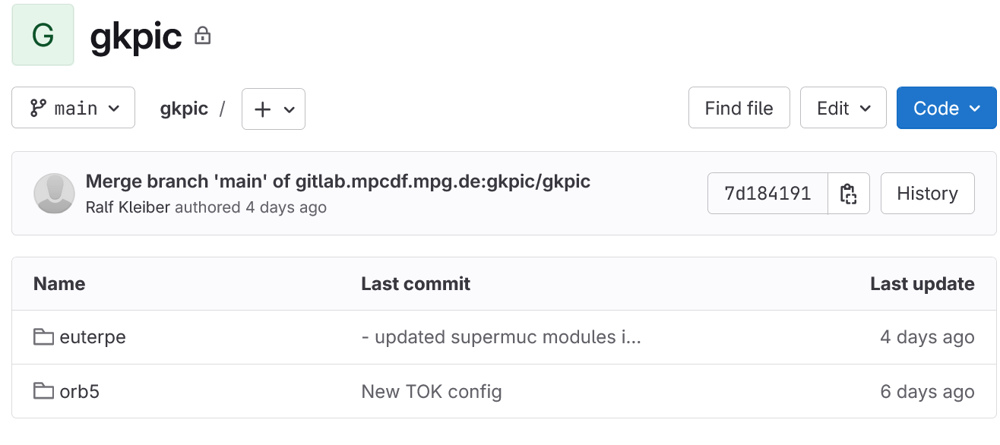 G gkpic
main gkpic / Find file Edit Code
Merge branch 'main' of gitlab.mpcdf.mpg.de:gkpic/gkpic
Ralf Kleiber authored 4 days ago
7d184191 History
Name Last commit Last update
euterpe - updated supermuc modules i... 4 days ago
orb5 New TOK config 6 days ago